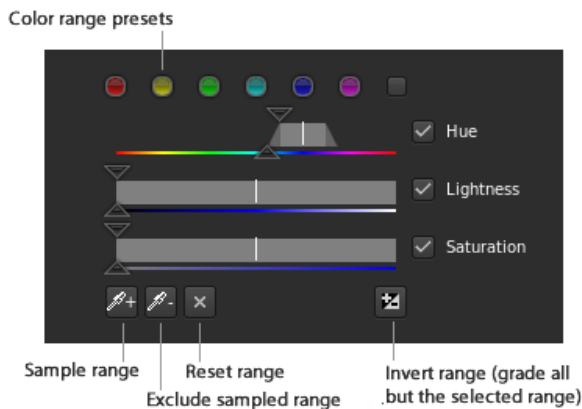 Color range presets
Hue
Lightness
Saturation
Sample range
Reset range
Exclude sampled range
Invert range (grade all
.but the selected range)